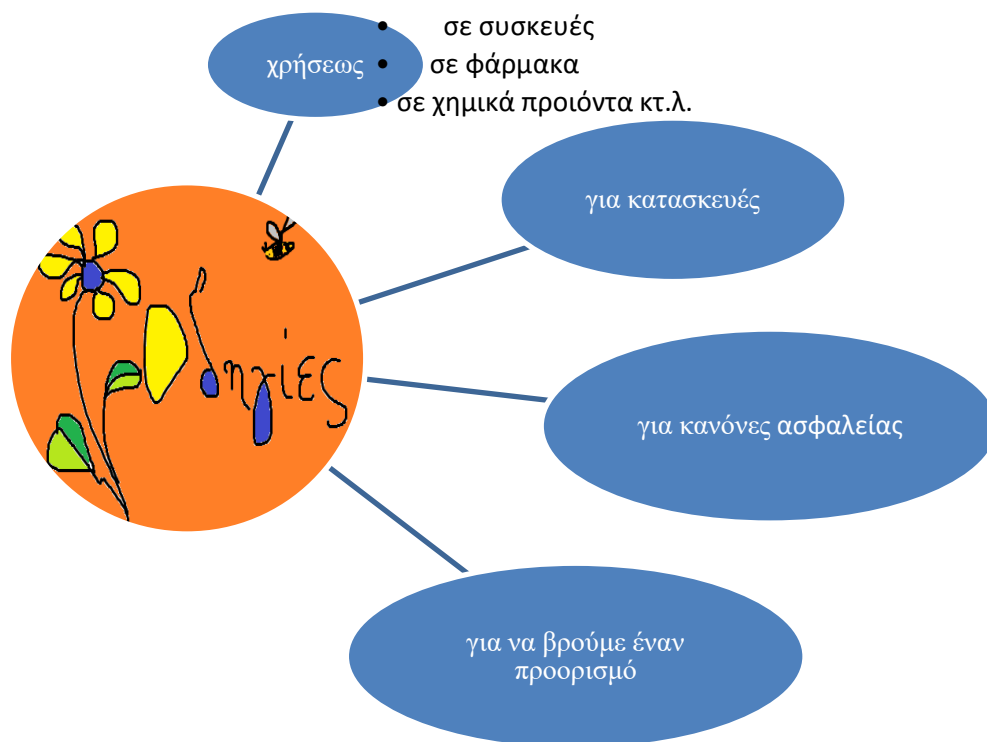 χρήσεως
• σε συσκευές
• σε φάρμακα
• σε χημικά προιόντα κτ.λ.
για κατασκευές
Οδηγίες
για κανόνες ασφαλείας
για να βρούμε έναν
προορισμό